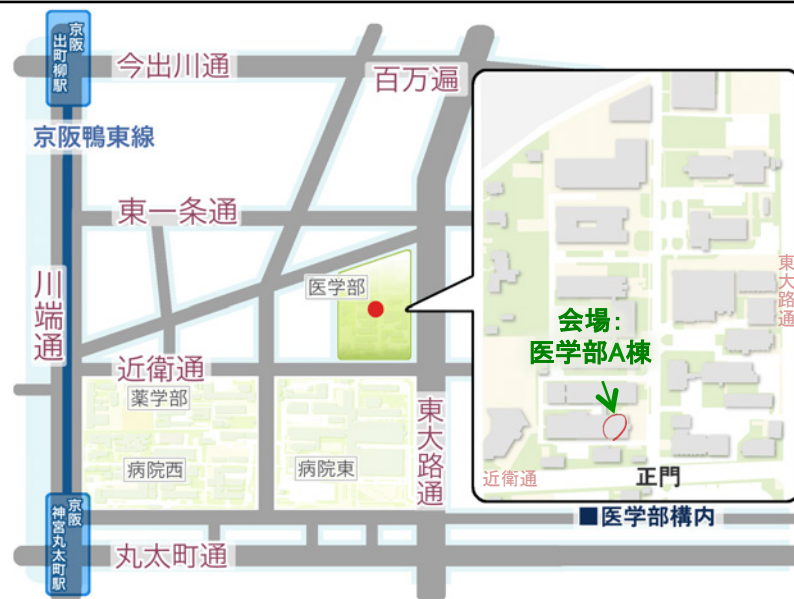 京阪
出町柳駅
今出川通
百万遍
京阪鴨東線
東一条通
川端通
医学部
近衛通
薬学部
病院西
病院東
東大路通
京阪
神宮丸太町駅
丸太町通
東大路通
会場：
医学部A棟
近衛通
正門
■医学部構内